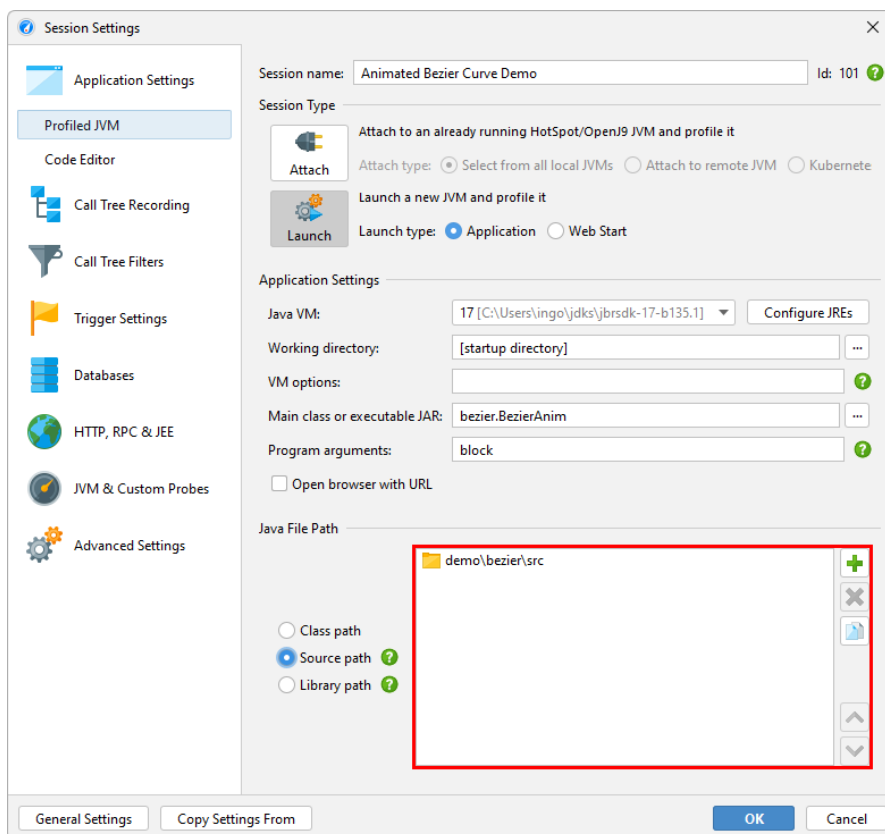 Session Settings
Application Settings
Profiled JVM
Code Editor
Call Tree Recording
Call Tree Filters
Trigger Settings
Databases
HTTP, RPC & JEE
JVM & Custom Probes
Advanced Settings
Session name: Animated Bezier Curve Demo Id: 101
Session Type
Attach
Attach to an already running HotSpot/OpenJ9 JVM and profile it
Attach type: Select from all local JVMs Attach to remote JVM Kubernete
Launch
Launch a new JVM and profile it
Launch type: Application Web Start
Application Settings
Java VM: 17 [C:\Users\ingo\jdks\jbrsdk-17-b135.1] Configure JREs
Working directory: [startup directory] ...
VM options:
Main class or executable JAR: bezier.BezierAnim ...
Program arguments: block
Open browser with URL
Java File Path
Class path
Source path
Library path
demo\bezier\src
General Settings Copy Settings From OK Cancel